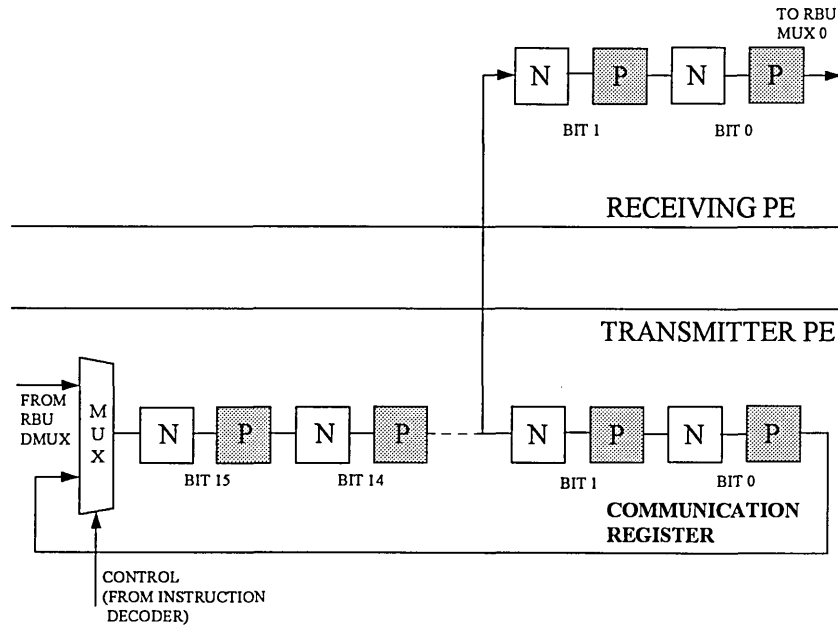 TO RBU
MUX 0
N P N P
BIT 1 BIT 0
RECEIVING PE
TRANSMITTER PE
FROM
RBU
DMUX
M
U
X
N P N P N P N P
BIT 15 BIT 14 BIT 1 BIT 0
COMMUNICATION
REGISTER
CONTROL
(FROM INSTRUCTION
DECODER)